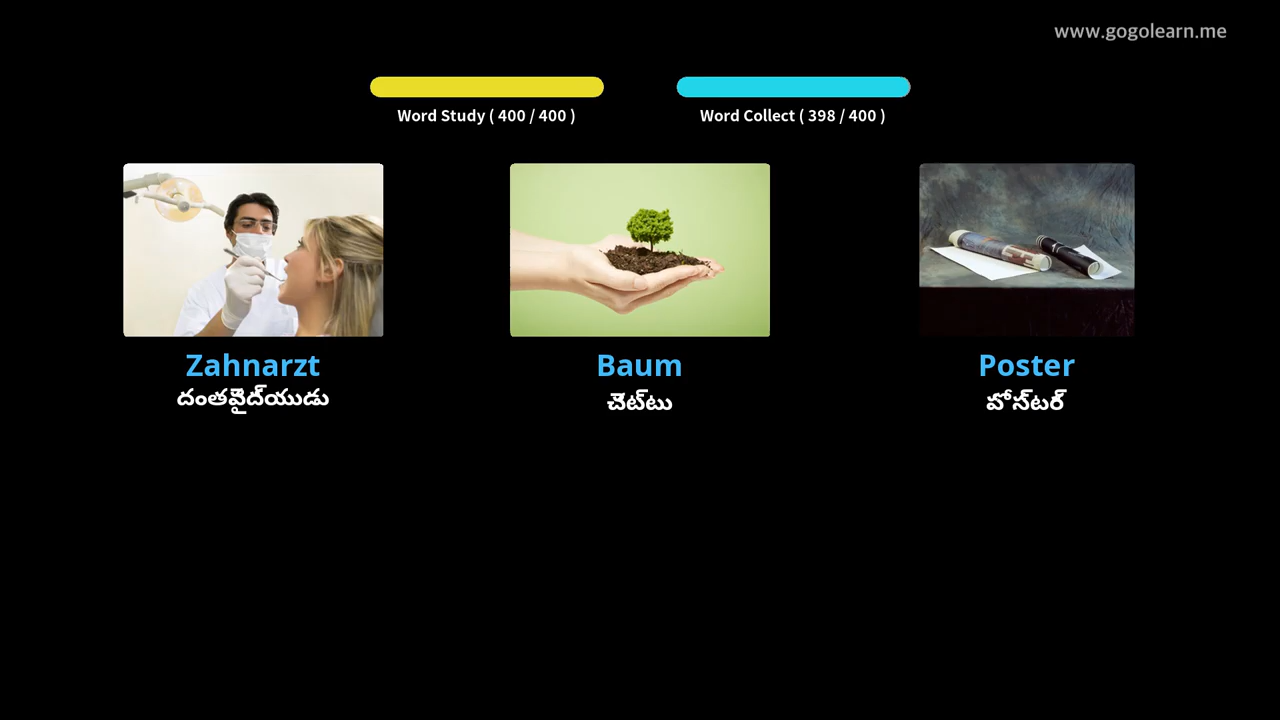 www.gogolearn.me
Word Study ( 400 / 400 )
Word Collect ( 398 / 400 )
Zahnarzt
Baum
Poster
దంతవైద్యుడు
చెట్టు
పోస్టర్